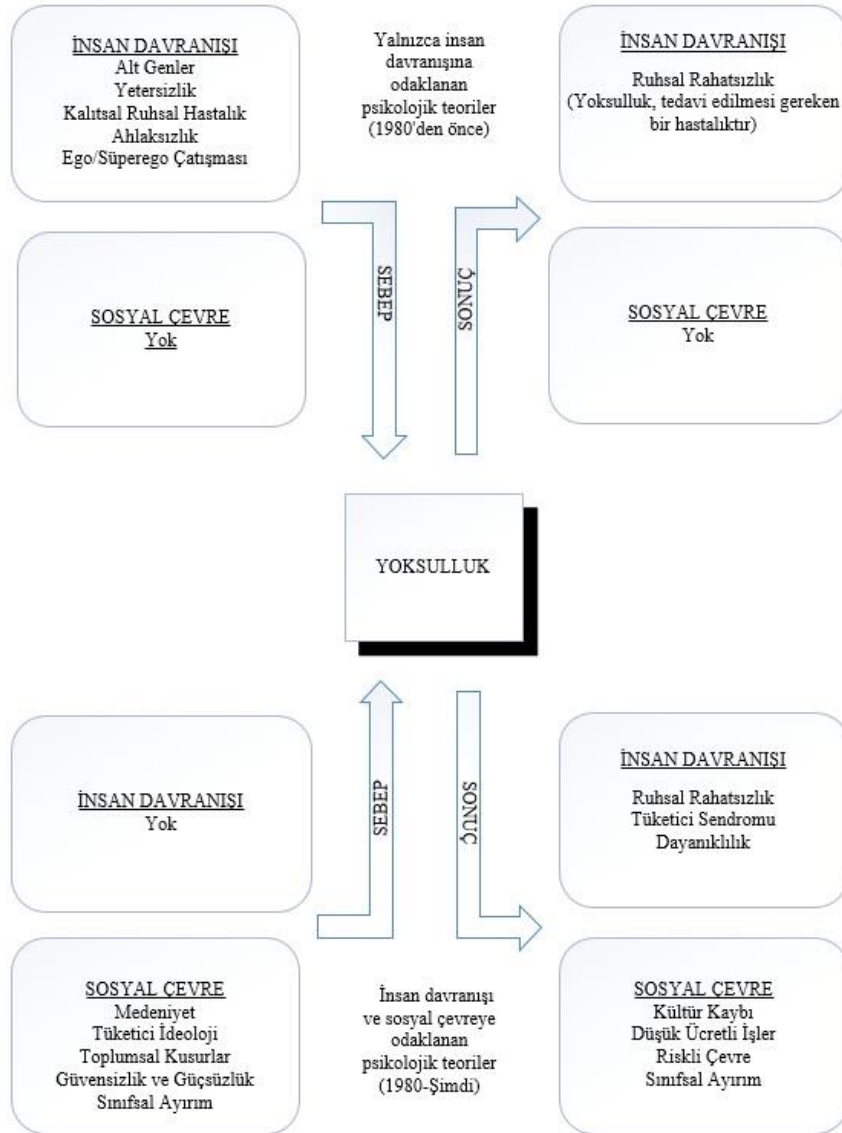 İNSAN DAVRANIŞI
Alt Genler
Yetersizlik
Kalıtsal Ruhsal Hastalık
Ahlaksızlık
Ego/Süperego Çatışması
Yalnızca insan
davranışına
odaklanan
psikolojik teoriler
(1980'den önce)
İNSAN DAVRANIŞI
Ruhsal Rahatsızlık
(Yoksulluk, tedavi edilmesi gereken
bir hastalıktır)
SOSYAL ÇEVRE
Yok
SEBEP
SONUÇ
SOSYAL ÇEVRE
Yok
YOKSULLUK
İNSAN DAVRANIŞI
Yok
SEBEP
SONUÇ
İNSAN DAVRANIŞI
Ruhsal Rahatsızlık
Tüketici Sendromu
Dayanıklılık
SOSYAL ÇEVRE
Medeniyet
Tüketici İdeoloji
Toplumsal Kusurlar
Güvensizlik ve Güçsüzlük
Sınıfsal Ayırım
İnsan davranışı
ve sosyal çevreye
odaklanan
psikolojik teoriler
(1980-Şimdi)
SOSYAL ÇEVRE
Kültür Kaybı
Düşük Ücretli İşler
Riskli Çevre
Sınıfsal Ayırım